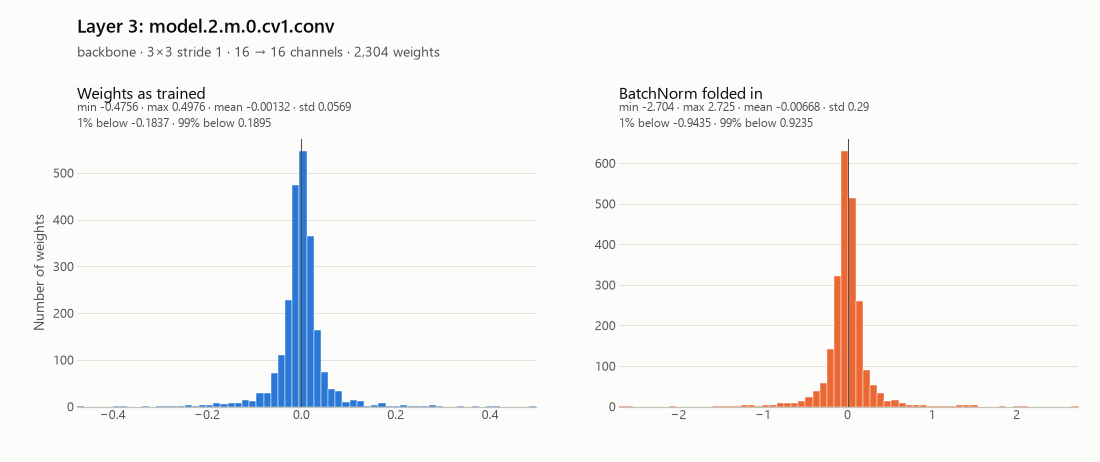 Layer 3: model.2.m.0.cv1.conv
backbone · 3×3 stride 1 · 16 → 16 channels · 2,304 weights
Weights as trained
min -0.4756 · max 0.4976 · mean -0.00132 · std 0.0569
1% below -0.1837 · 99% below 0.1895
Number of weights
500
400
300
200
100
0
−0.4
−0.2
0.0
0.2
0.4
BatchNorm folded in
min -2.704 · max 2.725 · mean -0.00668 · std 0.29
1% below -0.9435 · 99% below 0.9235
600
500
400
300
200
100
0
−2
−1
0
1
2